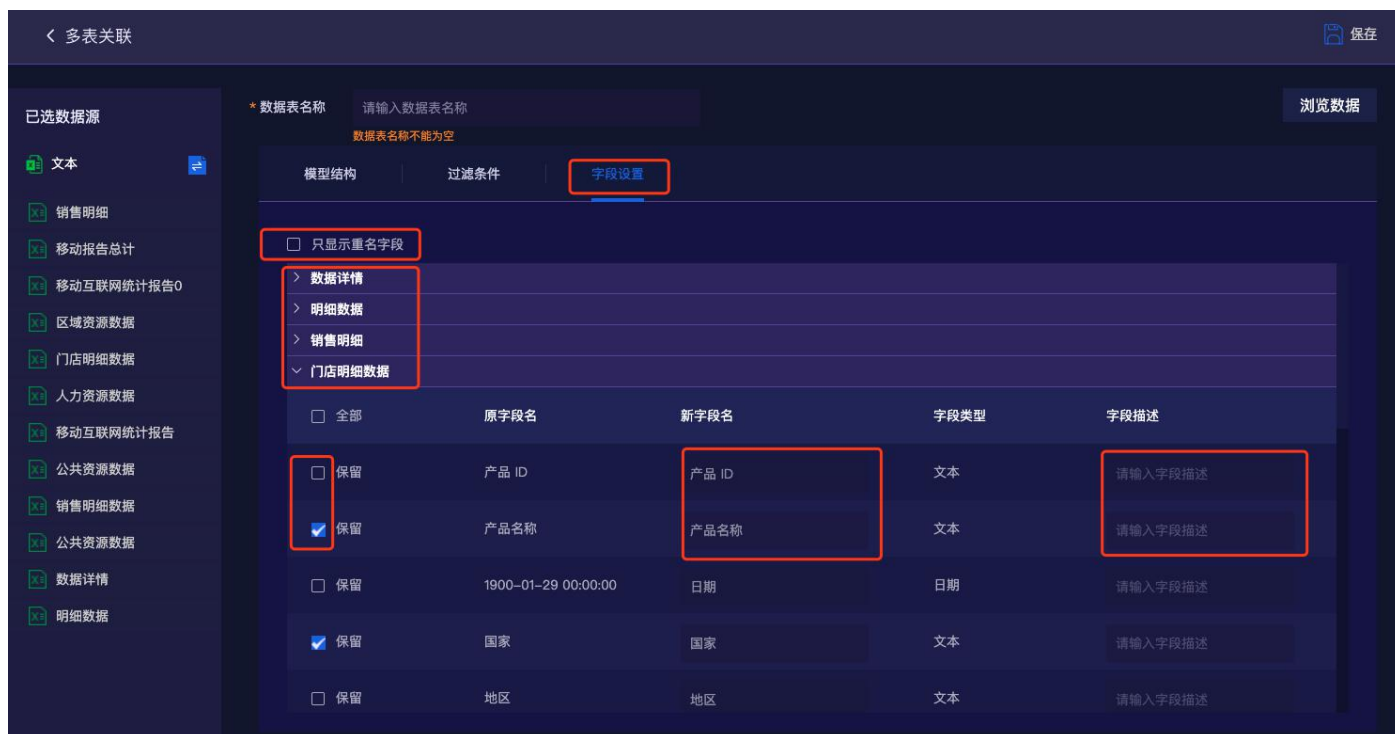 多表关联
保存
已选数据源
* 数据表名称 请输入数据表名称
浏览数据
数据表名称不能为空
文本
模型结构 过滤条件 字段设置
销售明细
移动报告总计
移动互联网统计报告0
区域资源数据
门店明细数据
人力资源数据
移动互联网统计报告
公共资源数据
销售明细数据
公共资源数据
数据详情
明细数据
只显示重名字段
数据详情
明细数据
销售明细
门店明细数据
全部 原字段名 新字段名 字段类型 字段描述
保留 产品 ID 产品 ID 文本 请输入字段描述
保留 产品名称 产品名称 文本 请输入字段描述
保留 1900-01-29 00:00:00 日期 日期 请输入字段描述
保留 国家 国家 文本 请输入字段描述
保留 地区 地区 文本 请输入字段描述